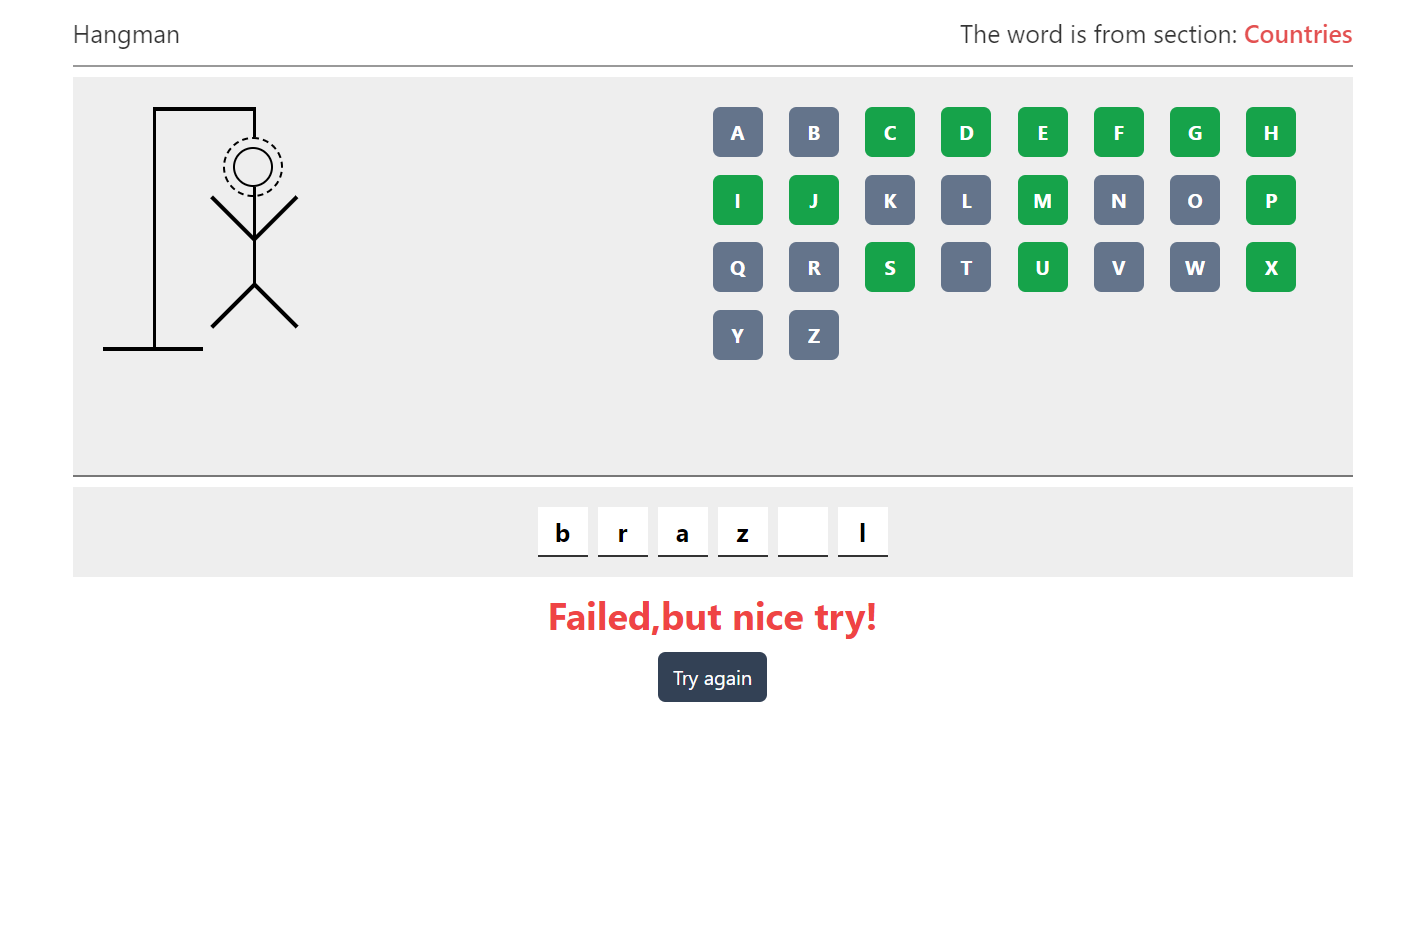 Hangman
The word is from section: Countries
A B C D E F G H
I J K L M N O P
Q R S T U V W X
Y Z
b r a z l
Failed,but nice try!
Try again